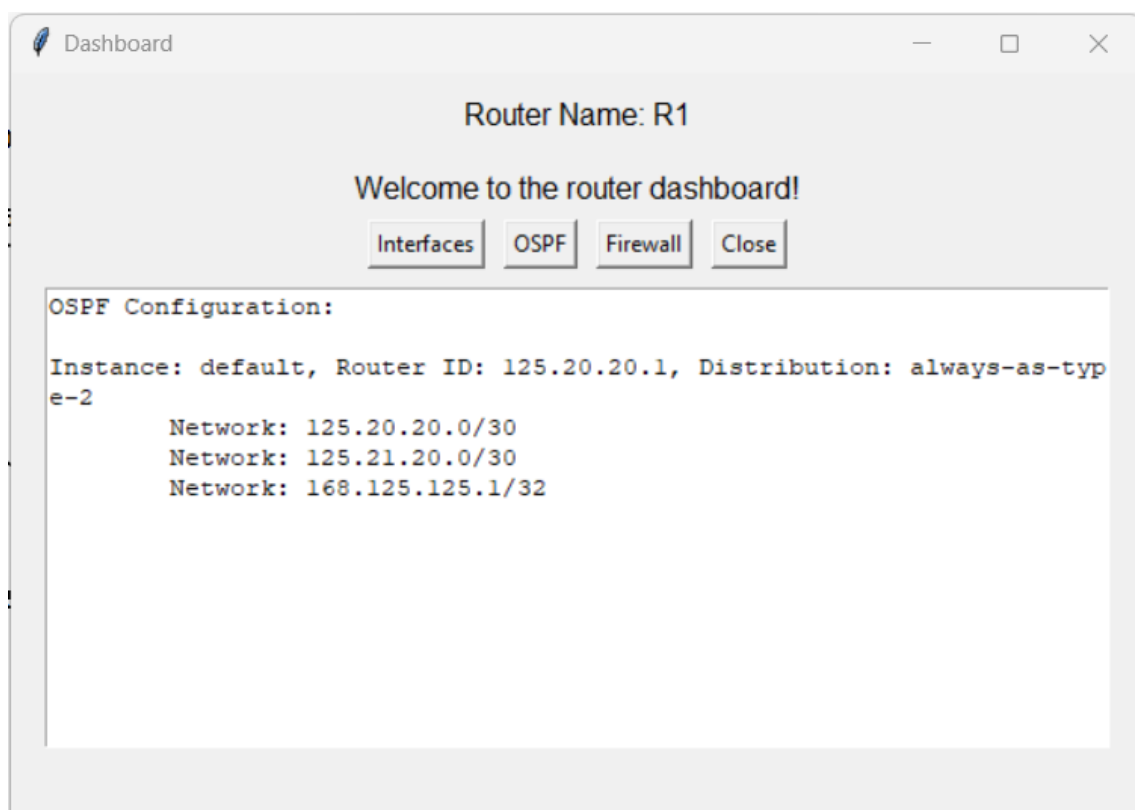 Dashboard
Router Name: R1
Welcome to the router dashboard!
Interfaces OSPF Firewall Close
OSPF Configuration:
Instance: default, Router ID: 125.20.20.1, Distribution: always-as-typ
e-2
Network: 125.20.20.0/30
Network: 125.21.20.0/30
Network: 168.125.125.1/32